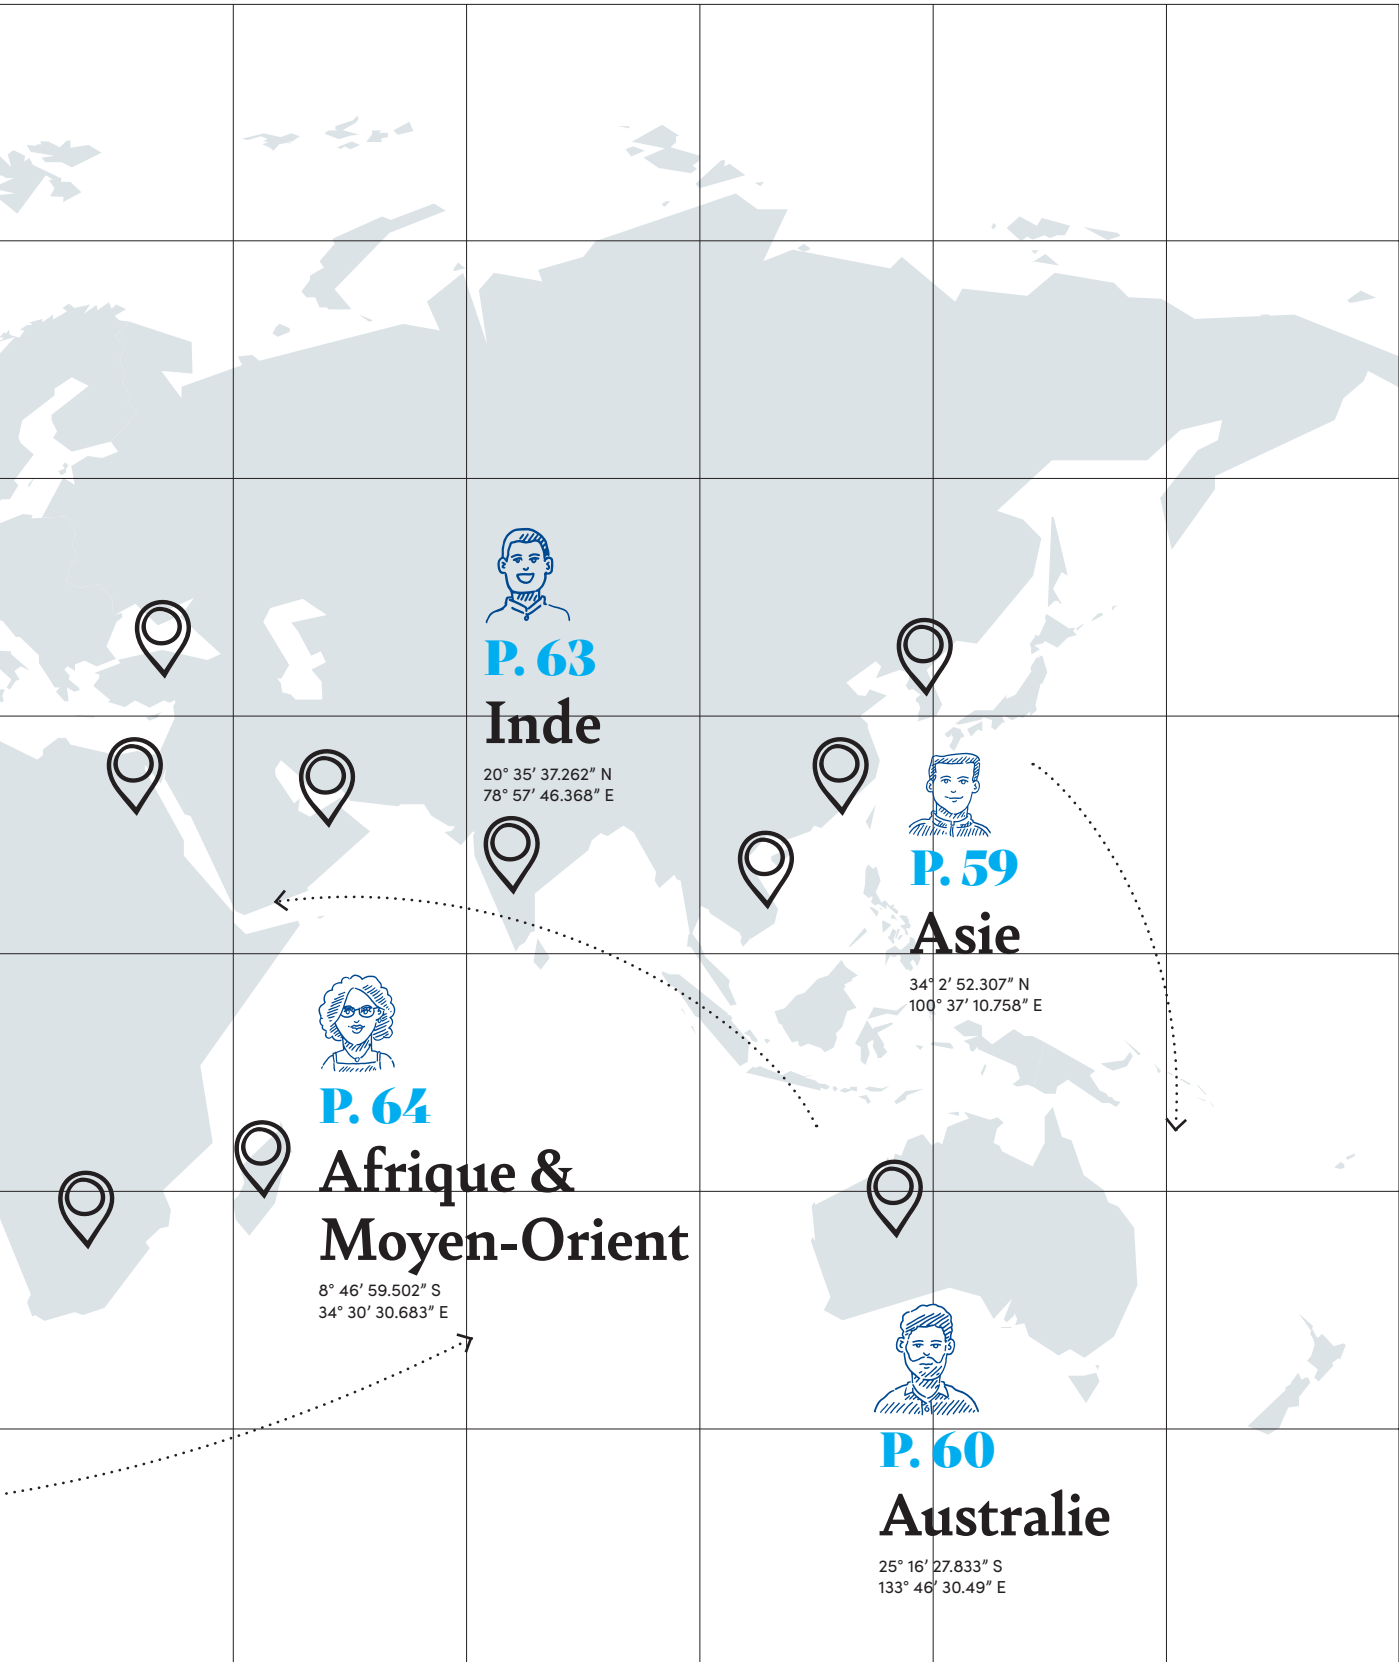 P. 63
Inde
20° 35′ 37.262″ N
78° 57′ 46.368″ E
P. 59
Asie
34° 2′ 52.307″ N
100° 37′ 10.758″ E
P. 64
Afrique &
Moyen-Orient
8° 46′ 59.502″ S
34° 30′ 30.683″ E
P. 60
Australie
25° 16′ 27.833″ S
133° 46′ 30.49″ E